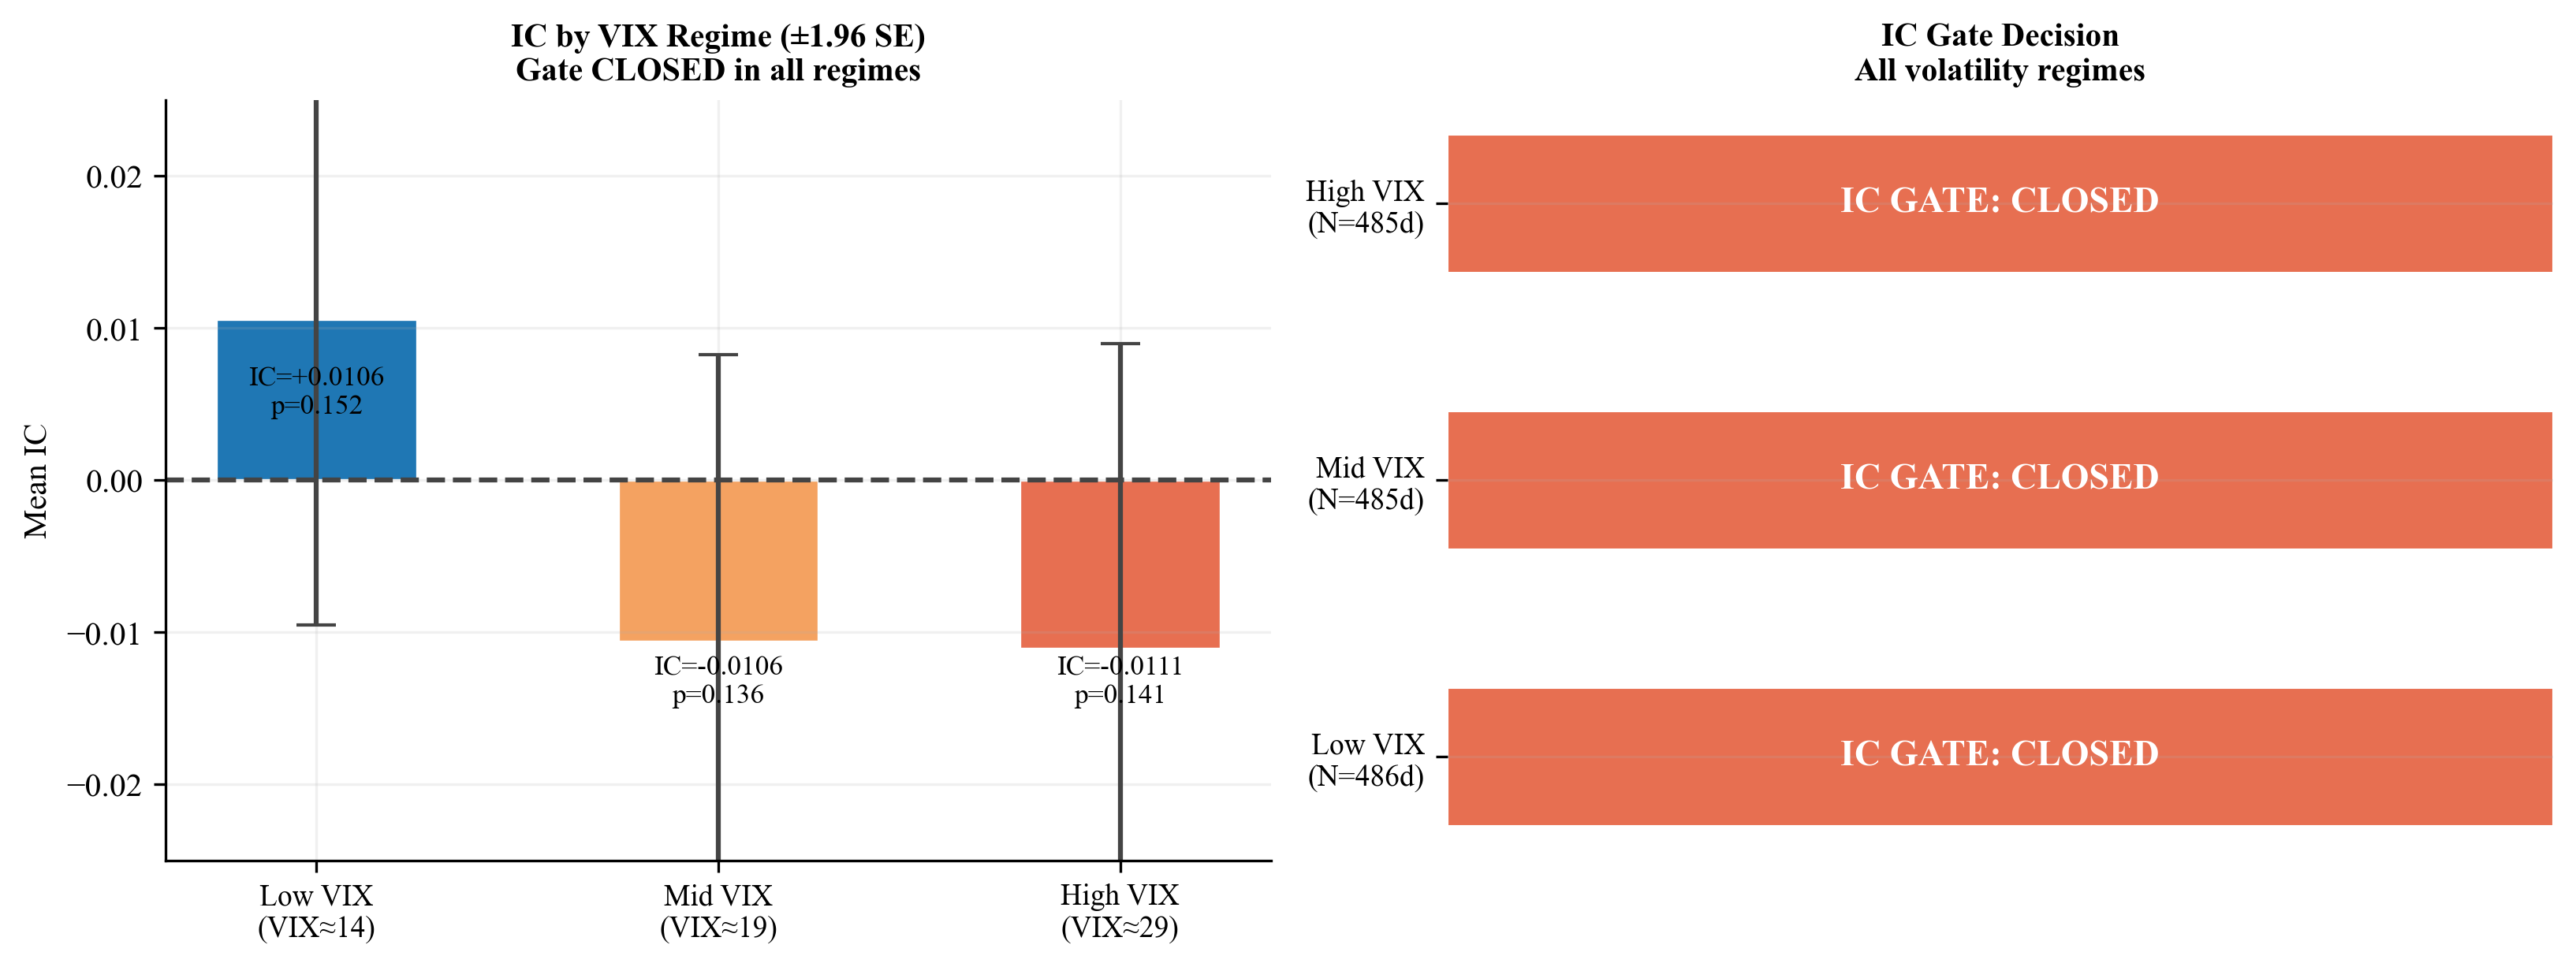 IC by VIX Regime (±1.96 SE)
Gate CLOSED in all regimes
Mean IC
0.02
0.01
0.00
−0.01
−0.02
IC=+0.0106
p=0.152
IC=-0.0106
p=0.136
IC=-0.0111
p=0.141
Low VIX
(VIX≈14)
Mid VIX
(VIX≈19)
High VIX
(VIX≈29)
IC Gate Decision
All volatility regimes
High VIX
(N=485d)
IC GATE: CLOSED
Mid VIX
(N=485d)
IC GATE: CLOSED
Low VIX
(N=486d)
IC GATE: CLOSED